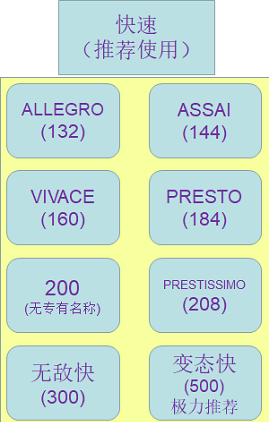 快速
（推荐使用）
ALLEGRO
(132)
ASSAI
(144)
VIVACE
(160)
PRESTO
(184)
200
(无专有名称)
PRESTISSIMO
(208)
无敌快
(300)
变态快
(500)
极力推荐